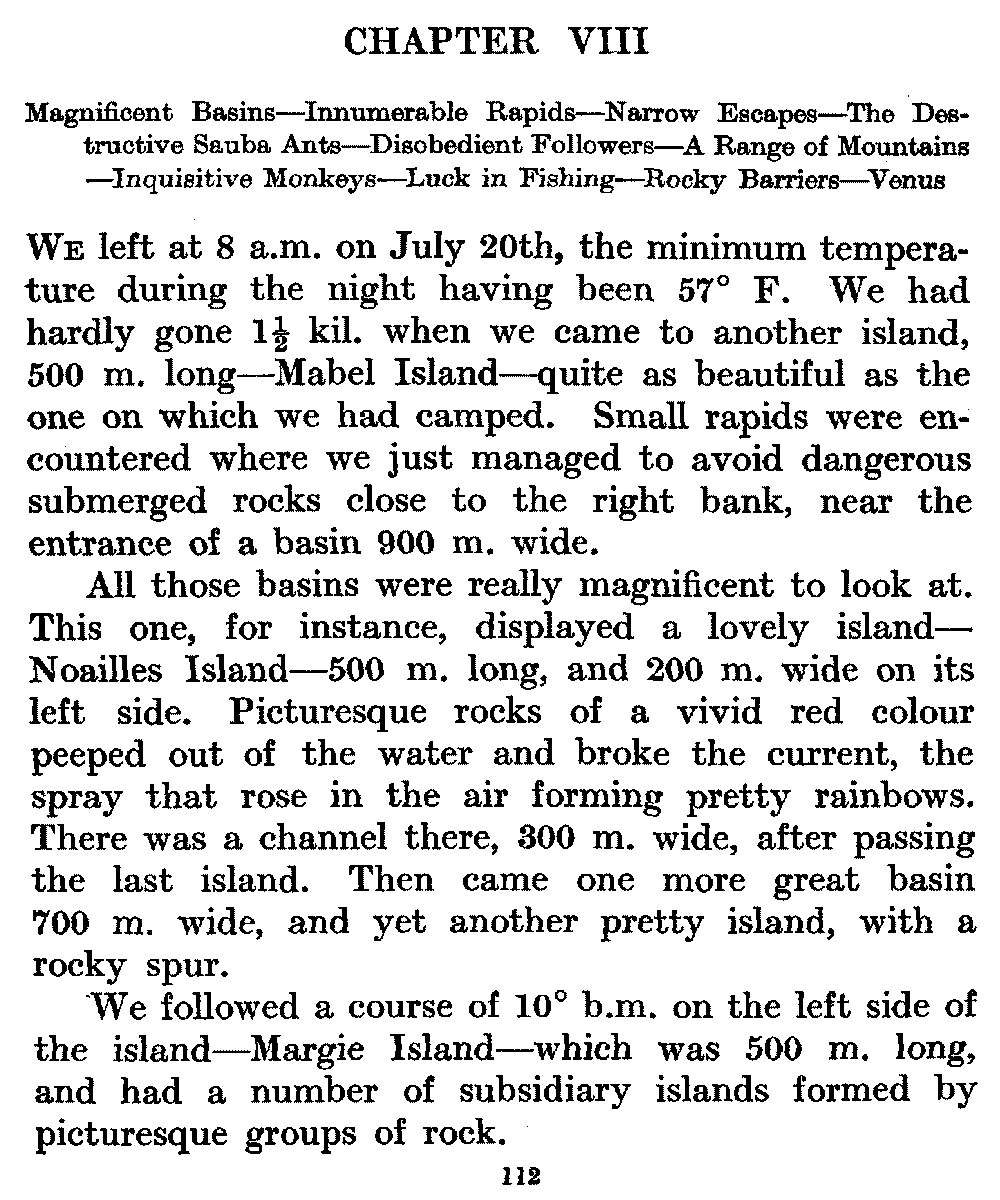 CHAPTER VIII
Magnificent Basins—Innumerable Rapids—Narrow Escapes—The Des-
tructive Sauba Ants—Disobedient Followers—A Range of Mountains
—Inquisitive Monkeys—Luck in Fishing—Rocky Barriers—Venus
WE left at 8 a.m. on July 20th, the minimum tempera-
ture during the night having been 57° F. We had
hardly gone 1½ kil. when we came to another island,
500 m. long—Mabel Island—quite as beautiful as the
one on which we had camped. Small rapids were en-
countered where we just managed to avoid dangerous
submerged rocks close to the right bank, near the
entrance of a basin 900 m. wide.
All those basins were really magnificent to look at.
This one, for instance, displayed a lovely island—
Noailles Island—500 m. long, and 200 m. wide on its
left side. Picturesque rocks of a vivid red colour
peeped out of the water and broke the current, the
spray that rose in the air forming pretty rainbows.
There was a channel there, 300 m. wide, after passing
the last island. Then came one more great basin
700 m. wide, and yet another pretty island, with a
rocky spur.
We followed a course of 10° b.m. on the left side of
the island—Margie Island—which was 500 m. long,
and had a number of subsidiary islands formed by
picturesque groups of rock.
112